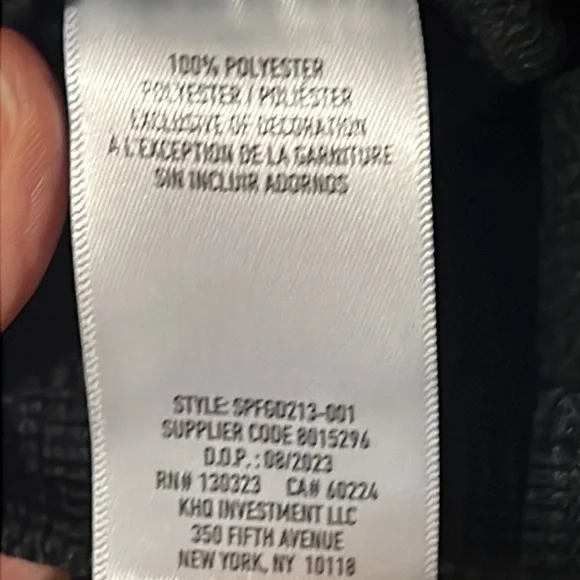 100% POLYESTER
POLYESTER / POLIÉSTER
EXCLUSIVE OF DECORATION
A L'EXCEPTION DE LA GARNITURE
SIN INCLUIR ADORNOS
STYLE: SPFGD213-001
SUPPLIER CODE 8015296
D.O.P.: 08/2023
RN# 130323 CA# 60224
KHQ INVESTMENT LLC
350 FIFTH AVENUE
NEW YORK, NY 10118